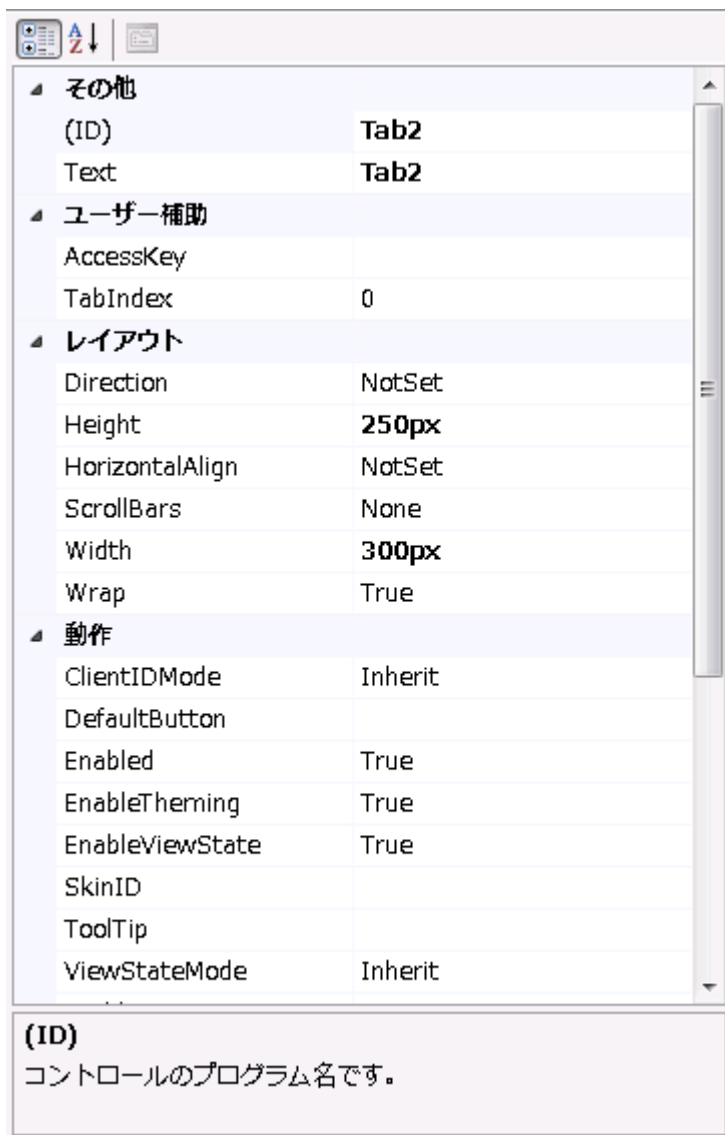 その他
(ID) Tab2
Text Tab2
ユーザー補助
AccessKey
TabIndex 0
レイアウト
Direction NotSet
Height 250px
HorizontalAlign NotSet
ScrollBars None
Width 300px
Wrap True
動作
ClientIDMode Inherit
DefaultButton
Enabled True
EnableTheming True
EnableViewState True
SkinID
ToolTip
ViewStateMode Inherit
(ID)
コントロールのプログラム名です。